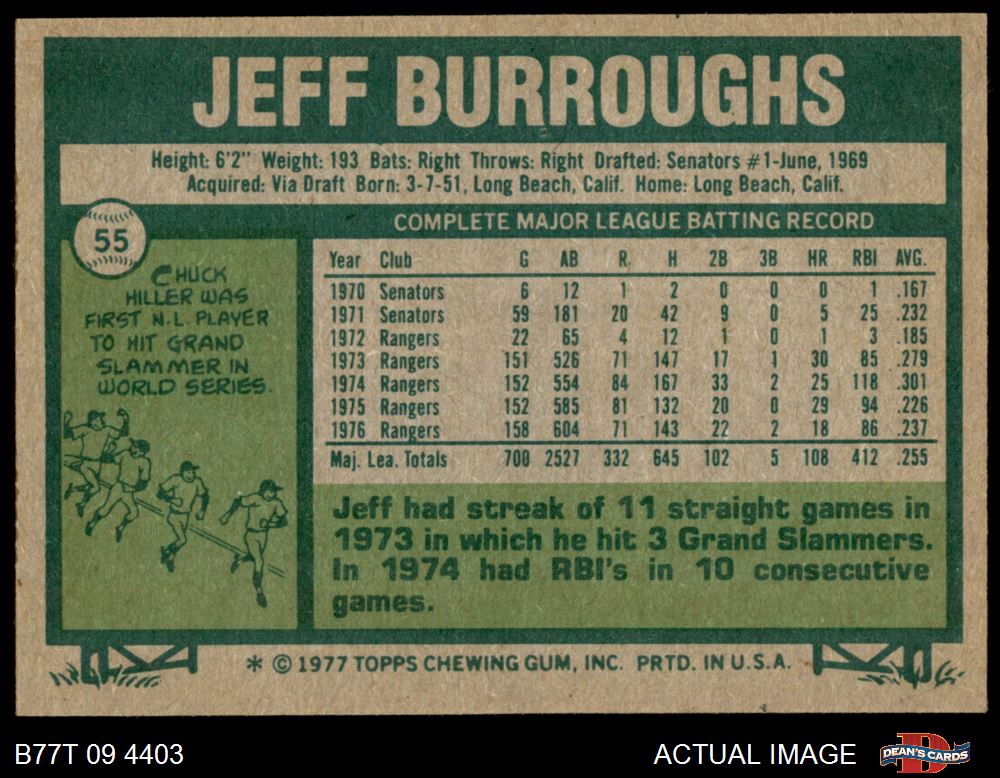 JEFF BURROUGHS
Height: 6'2" Weight: 193 Bats: Right Throws: Right Drafted: Senators #1-June, 1969
Acquired: Via Draft Born: 3-7-51, Long Beach, Calif. Home: Long Beach, Calif.
55
COMPLETE MAJOR LEAGUE BATTING RECORD
CHUCK
HILLER WAS
FIRST N.L. PLAYER
TO HIT GRAND
SLAMMER IN
WORLD SERIES.
Year Club G AB R H 2B 3B HR RBI AVG.
1970 Senators 6 12 1 2 0 0 0 1 .167
1971 Senators 59 181 20 42 9 0 5 25 .232
1972 Rangers 22 65 4 12 1 0 1 3 .185
1973 Rangers 151 526 71 147 17 1 30 85 .279
1974 Rangers 152 554 84 167 33 2 25 118 .301
1975 Rangers 152 585 81 132 20 0 29 94 .226
1976 Rangers 158 604 71 143 22 2 18 86 .237
Maj. Lea. Totals 700 2527 332 645 102 5 108 412 .255
Jeff had streak of 11 straight games in
1973 in which he hit 3 Grand Slammers.
In 1974 had RBI's in 10 consecutive
games.
* © 1977 TOPPS CHEWING GUM, INC. PRTD. IN U.S.A.
B77T 09 4403
ACTUAL IMAGE
DEAN'S CARDS